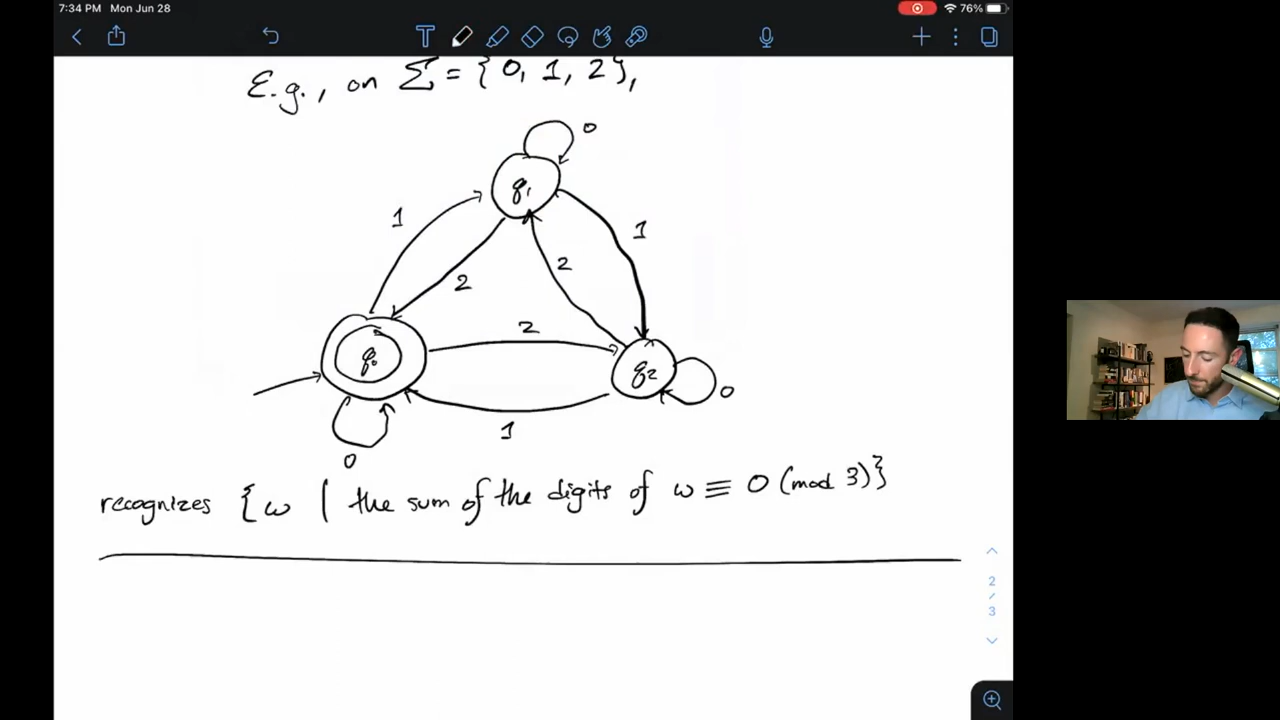 7:34 PM Mon Jun 28
76%
E.g., on Σ = {0, 1, 2},
0
q₁
1
1
2
2
2
q₀
q₂
0
1
0
recognizes {w | the sum of the digits of w ≡ 0 (mod 3)}
2
/
3